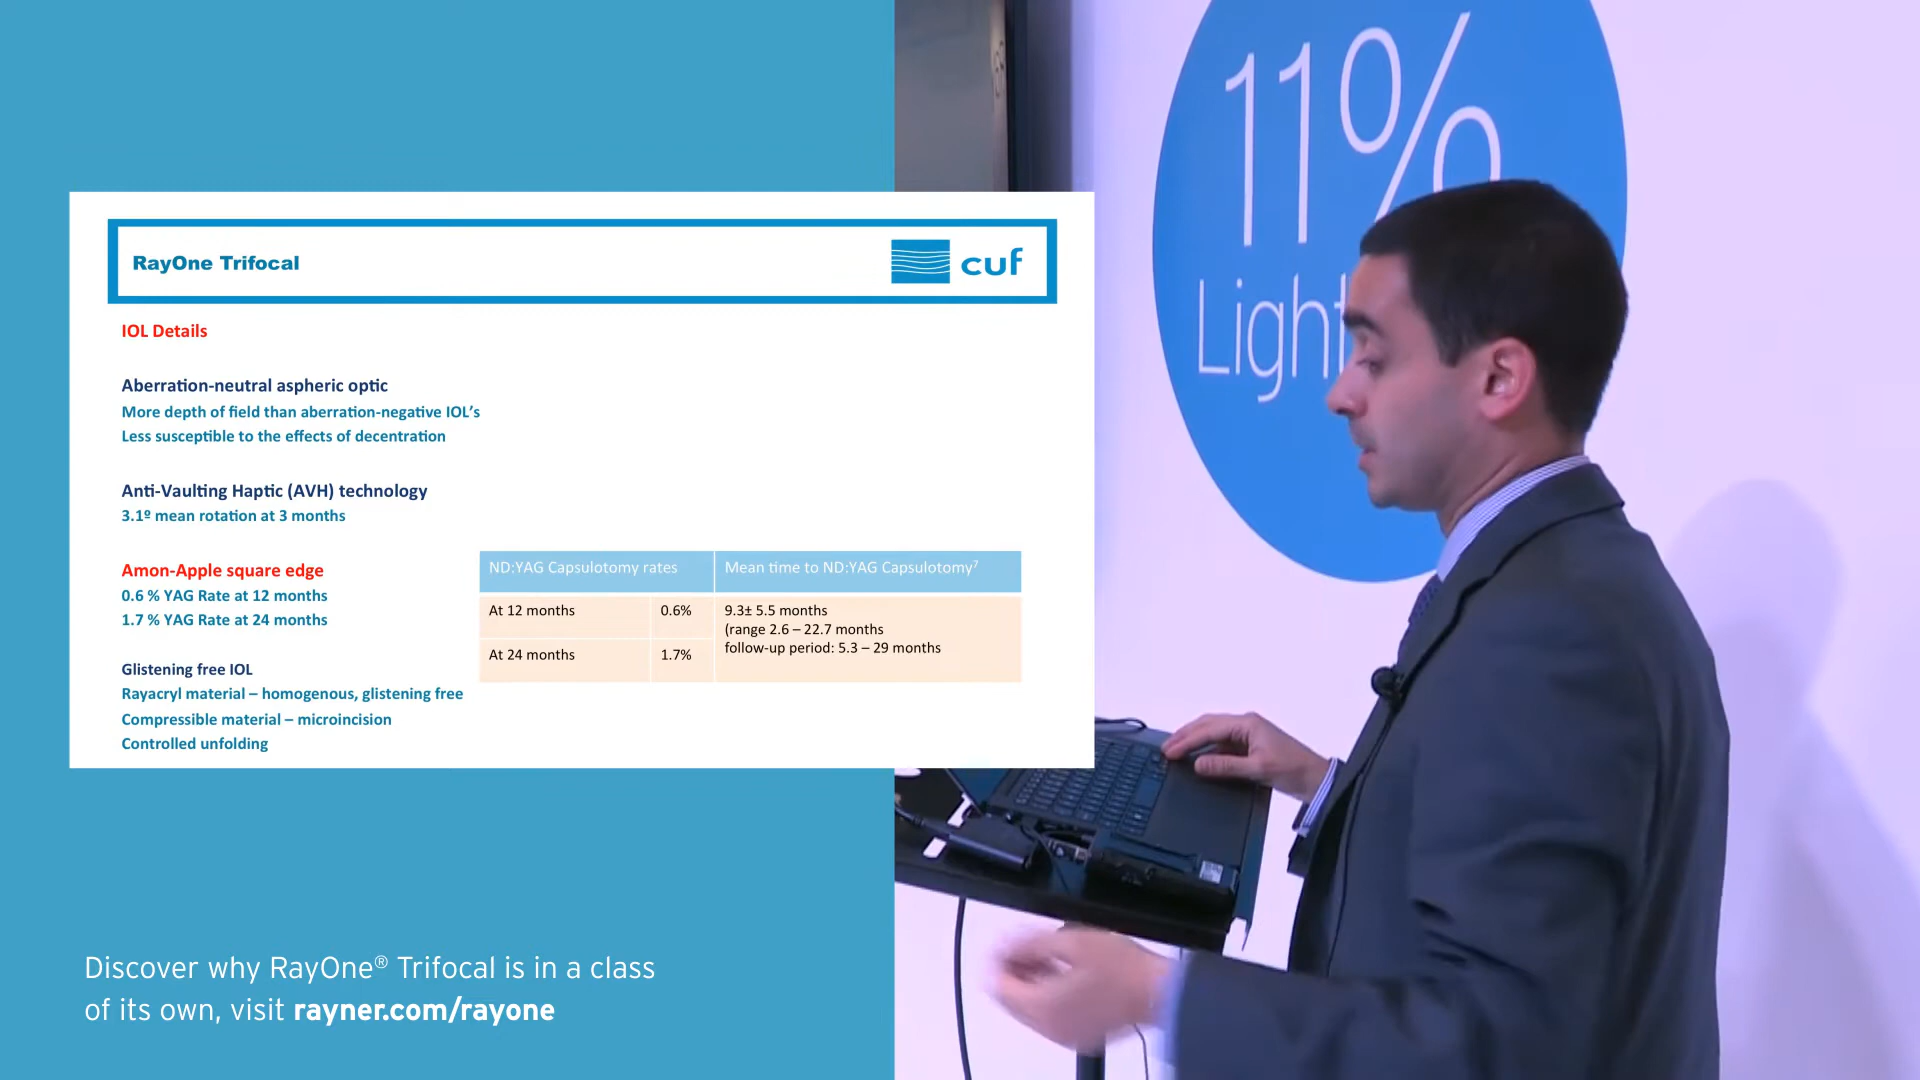 11%
Light
RayOne Trifocal
cuf
IOL Details
Aberration-neutral aspheric optic
More depth of field than aberration-negative IOL's
Less susceptible to the effects of decentration
Anti-Vaulting Haptic (AVH) technology
3.1º mean rotation at 3 months
Amon-Apple square edge
0.6 % YAG Rate at 12 months
1.7 % YAG Rate at 24 months
ND:YAG Capsulotomy rates
Mean time to ND:YAG Capsulotomy⁷
At 12 months
0.6%
9.3± 5.5 months
(range 2.6 – 22.7 months
follow-up period: 5.3 – 29 months
At 24 months
1.7%
Glistening free IOL
Rayacryl material – homogenous, glistening free
Compressible material – microincision
Controlled unfolding
Discover why RayOne® Trifocal is in a class
of its own, visit rayner.com/rayone